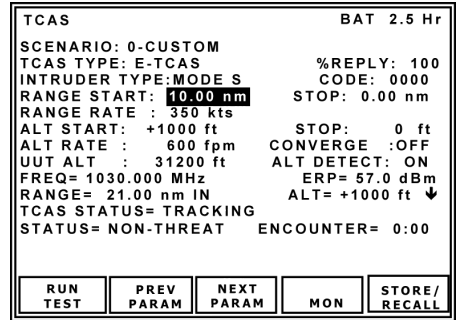 TCAS BAT 2.5 Hr
SCENARIO: 0-CUSTOM
TCAS TYPE: E-TCAS %REPLY: 100
INTRUDER TYPE:MODE S CODE: 0000
RANGE START: 10.00 nm STOP: 0.00 nm
RANGE RATE : 350 kts
ALT START: +1000 ft STOP: 0 ft
ALT RATE : 600 fpm CONVERGE :OFF
UUT ALT : 31200 ft ALT DETECT: ON
FREQ= 1030.000 MHz ERP= 57.0 dBm
RANGE= 21.00 nm IN ALT= +1000 ft ↓
TCAS STATUS= TRACKING
STATUS= NON-THREAT ENCOUNTER= 0:00
RUN TEST
PREV PARAM
NEXT PARAM
MON
STORE/ RECALL